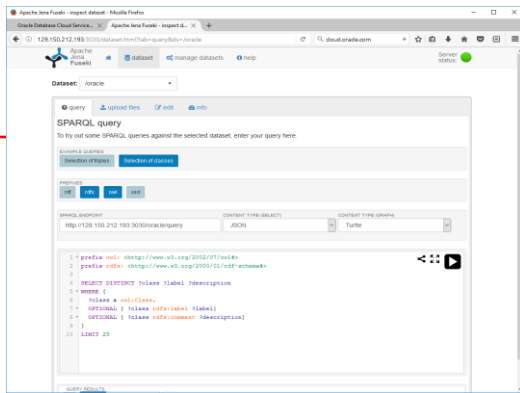 Apache Jena Fuseki - inspect dataset - Mozilla Firefox
Oracle Database Cloud Service...
Apache Jena Fuseki - inspect d...
129.150.212.193:3030/dataset.html?tab=query&ds=/oracle
cloud.oracle.com
Apache
Jena
Fuseki
dataset
manage datasets
help
Server
status:
Dataset:
/oracle
query
upload files
edit
info
SPARQL query
To try out some SPARQL queries against the selected dataset, enter your query here.
EXAMPLE QUERIES
Selection of triples
Selection of classes
PREFIXES
rdf
rdfs
owl
xsd
SPARQL ENDPOINT
CONTENT TYPE (SELECT)
CONTENT TYPE (GRAPH)
http://129.150.212.193:3030/oracle/query
JSON
Turtle
1 prefix owl: <http://www.w3.org/2002/07/owl#>
2 prefix rdfs: <http://www.w3.org/2000/01/rdf-schema#>
3
4 SELECT DISTINCT ?class ?label ?description
5 WHERE {
6 ?class a owl:Class.
7 OPTIONAL { ?class rdfs:label ?label}
8 OPTIONAL { ?class rdfs:comment ?description}
9 }
10 LIMIT 25
QUERY RESULTS